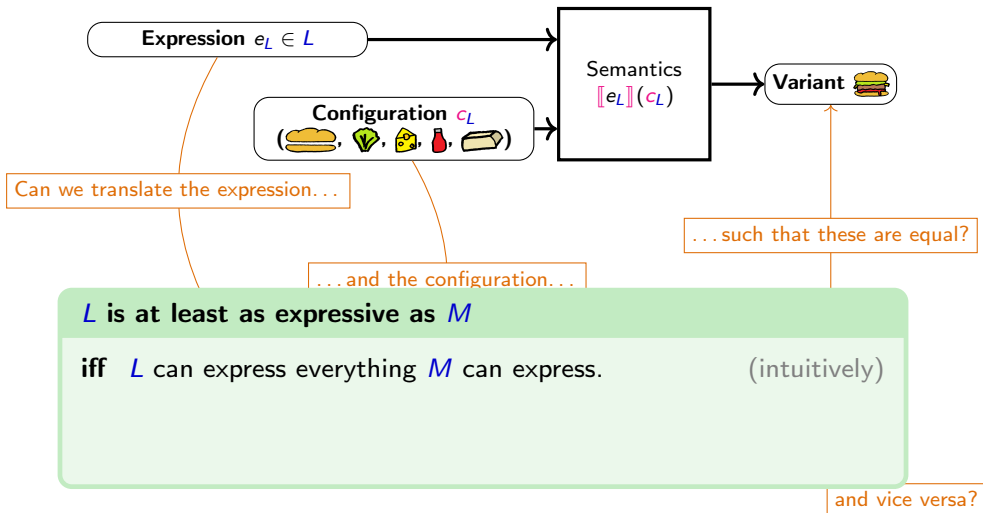 Expression e_L ∈ L
Semantics
⟦e_L⟧(c_L)
Variant
Configuration c_L
( , , , , )
Can we translate the expression...
...such that these are equal?
...and the configuration...
L is at least as expressive as M
iff L can express everything M can express. (intuitively)
and vice versa?